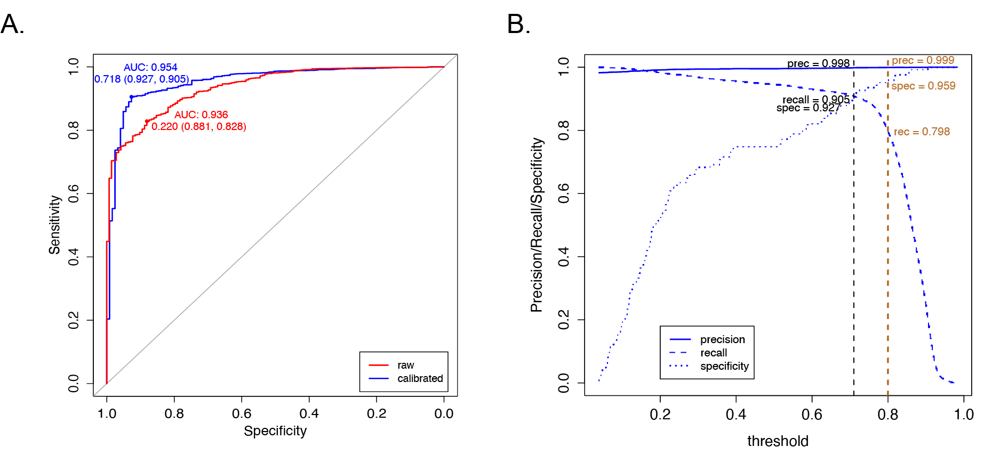 A.
B.
AUC: 0.954
0.718 (0.927, 0.905)
AUC: 0.936
0.220 (0.881, 0.828)
Sensitivity
0.0
0.2
0.4
0.6
0.8
1.0
raw
calibrated
1.0 0.8 0.6 0.4 0.2 0.0
Specificity
prec = 0.998
prec = 0.999
spec = 0.959
recall = 0.905
spec = 0.927
rec = 0.798
Precision/Recall/Specificity
0.0
0.2
0.4
0.6
0.8
1.0
precision
recall
specificity
0.2 0.4 0.6 0.8 1.0
threshold